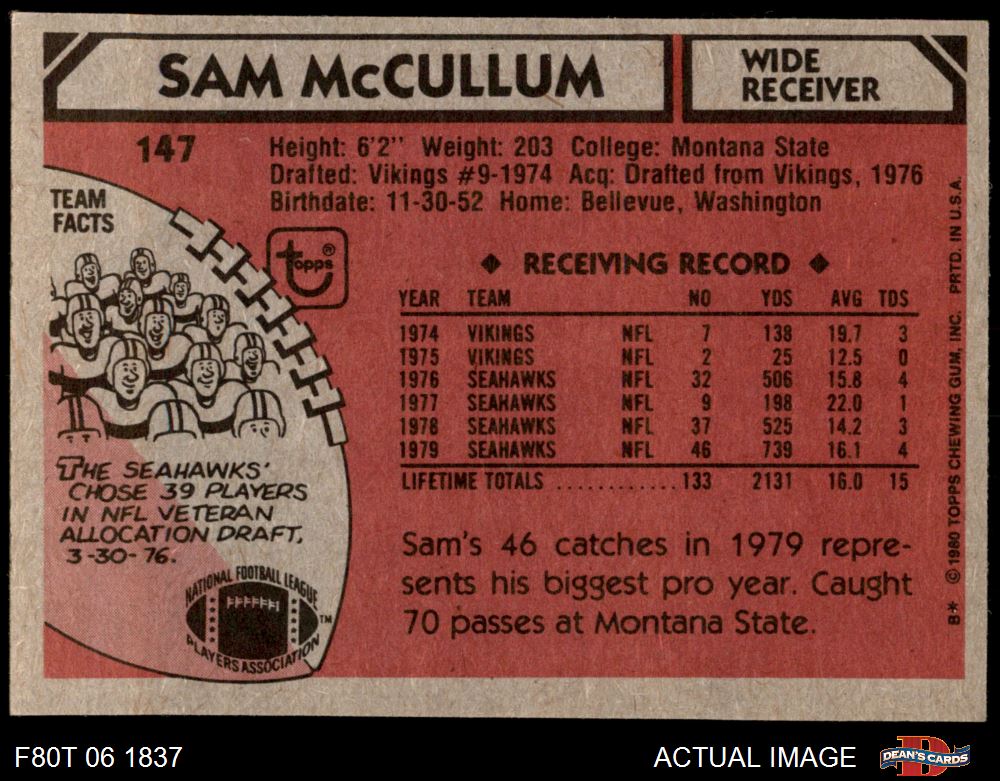 SAM McCULLUM
WIDE
RECEIVER
147
Height: 6'2" Weight: 203 College: Montana State
Drafted: Vikings #9-1974 Acq: Drafted from Vikings, 1976
Birthdate: 11-30-52 Home: Bellevue, Washington
TEAM
FACTS
topps®
◆ RECEIVING RECORD ◆
YEAR TEAM NO YDS AVG TDS
1974 VIKINGS NFL 7 138 19.7 3
1975 VIKINGS NFL 2 25 12.5 0
1976 SEAHAWKS NFL 32 506 15.8 4
1977 SEAHAWKS NFL 9 198 22.0 1
1978 SEAHAWKS NFL 37 525 14.2 3
1979 SEAHAWKS NFL 46 739 16.1 4
LIFETIME TOTALS ............ 133 2131 16.0 15
THE SEAHAWKS'
CHOSE 39 PLAYERS
IN NFL VETERAN
ALLOCATION DRAFT,
3-30-76.
NATIONAL FOOTBALL LEAGUE
PLAYERS ASSOCIATION
TM
Sam's 46 catches in 1979 repre-
sents his biggest pro year. Caught
70 passes at Montana State.
B* © 1980 TOPPS CHEWING GUM, INC. PRTD. IN U.S.A.
F80T 06 1837
ACTUAL IMAGE
DEAN'S CARDS